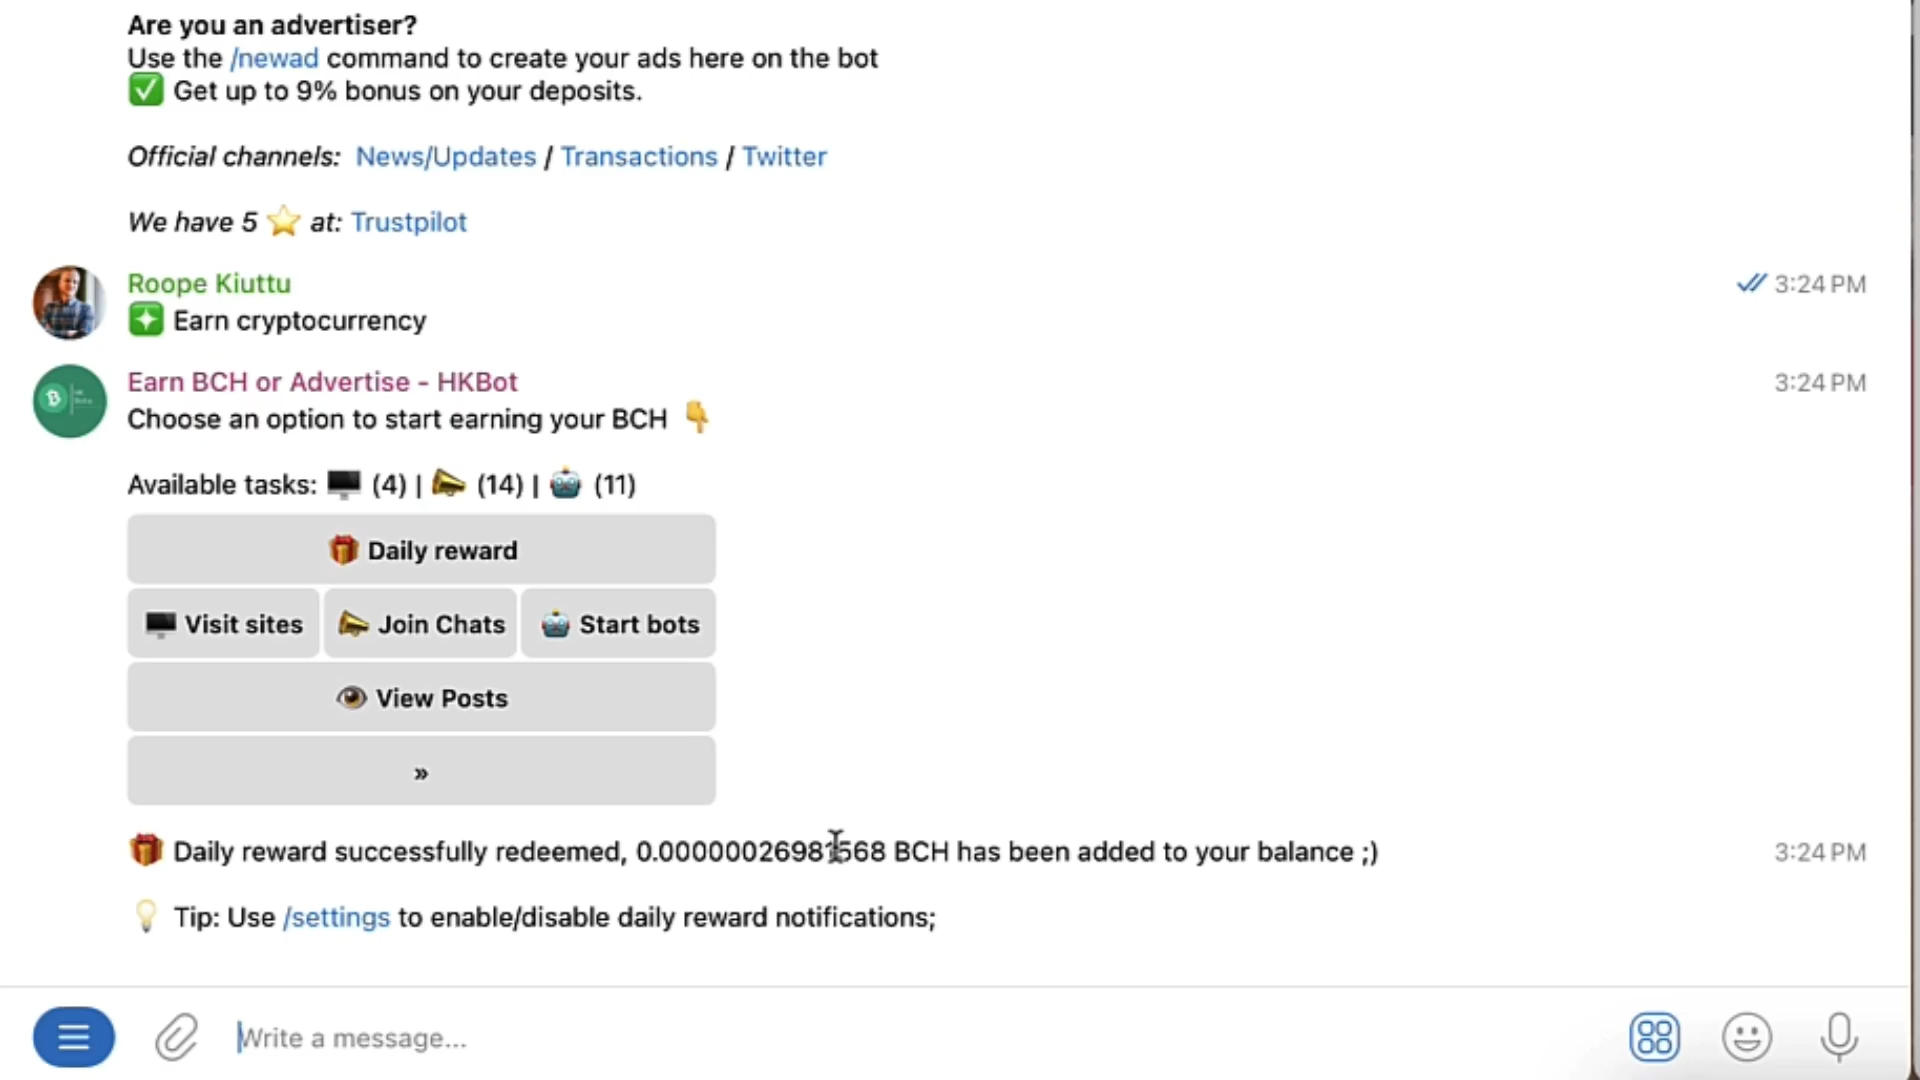 Are you an advertiser?
Use the /newad command to create your ads here on the bot
✅ Get up to 9% bonus on your deposits.
Official channels: News/Updates / Transactions / Twitter
We have 5 ⭐ at: Trustpilot
Roope Kiuttu
3:24 PM
Earn cryptocurrency
Earn BCH or Advertise - HKBot
3:24 PM
Choose an option to start earning your BCH 👇
Available tasks: 🖥 (4) | 📣 (14) | 🤖 (11)
🎁 Daily reward
🖥 Visit sites
📣 Join Chats
🤖 Start bots
👁 View Posts
»
🎁 Daily reward successfully redeemed, 0.00000026981568 BCH has been added to your balance ;)
3:24 PM
💡 Tip: Use /settings to enable/disable daily reward notifications;
Write a message...